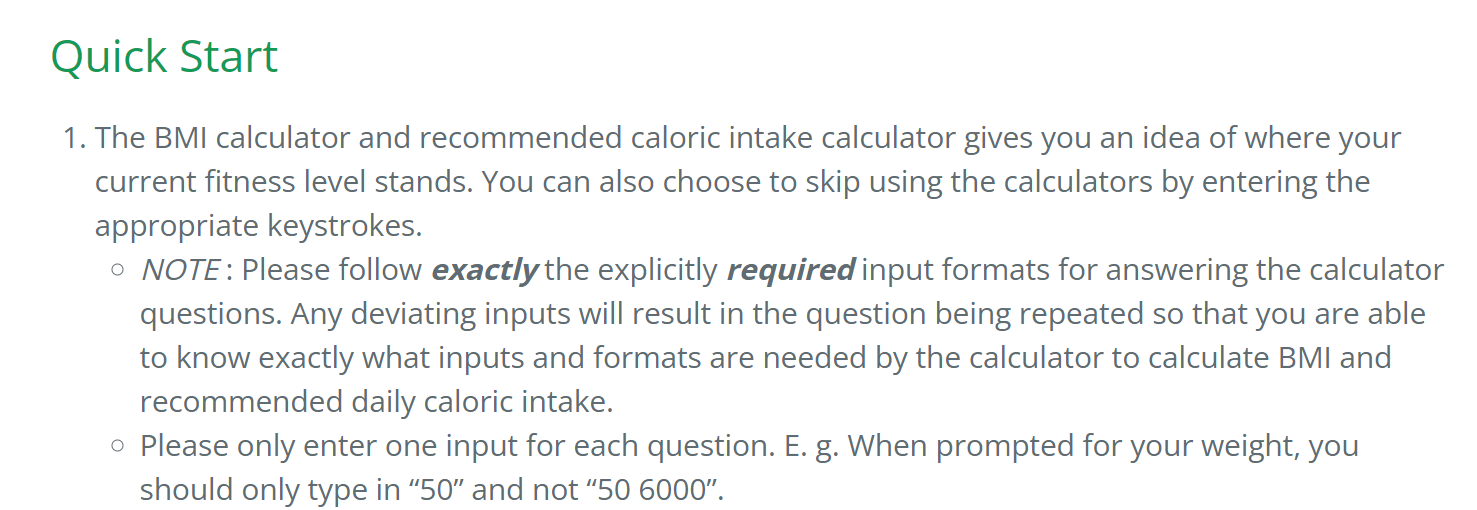 Quick Start
1. The BMI calculator and recommended caloric intake calculator gives you an idea of where your
current fitness level stands. You can also choose to skip using the calculators by entering the
appropriate keystrokes.
○ NOTE : Please follow exactly the explicitly required input formats for answering the calculator
questions. Any deviating inputs will result in the question being repeated so that you are able
to know exactly what inputs and formats are needed by the calculator to calculate BMI and
recommended daily caloric intake.
○ Please only enter one input for each question. E. g. When prompted for your weight, you
should only type in “50” and not “50 6000”.